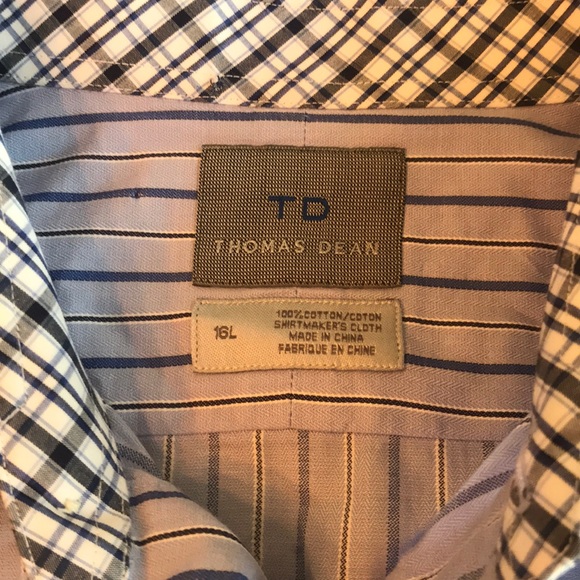 TD
THOMAS DEAN
16L
100% COTTON/COTON
SHIRTMAKER'S CLOTH
MADE IN CHINA
FABRIQUE EN CHINE